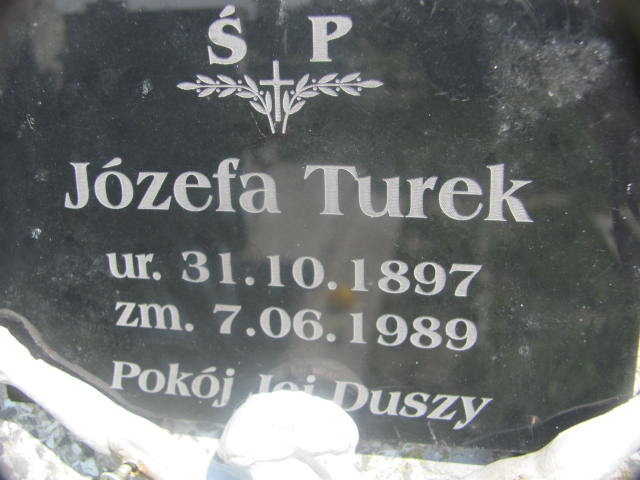 Ś P
Józefa Turek
ur. 31.10.1897
zm. 7.06.1989
Pokój Jej Duszy